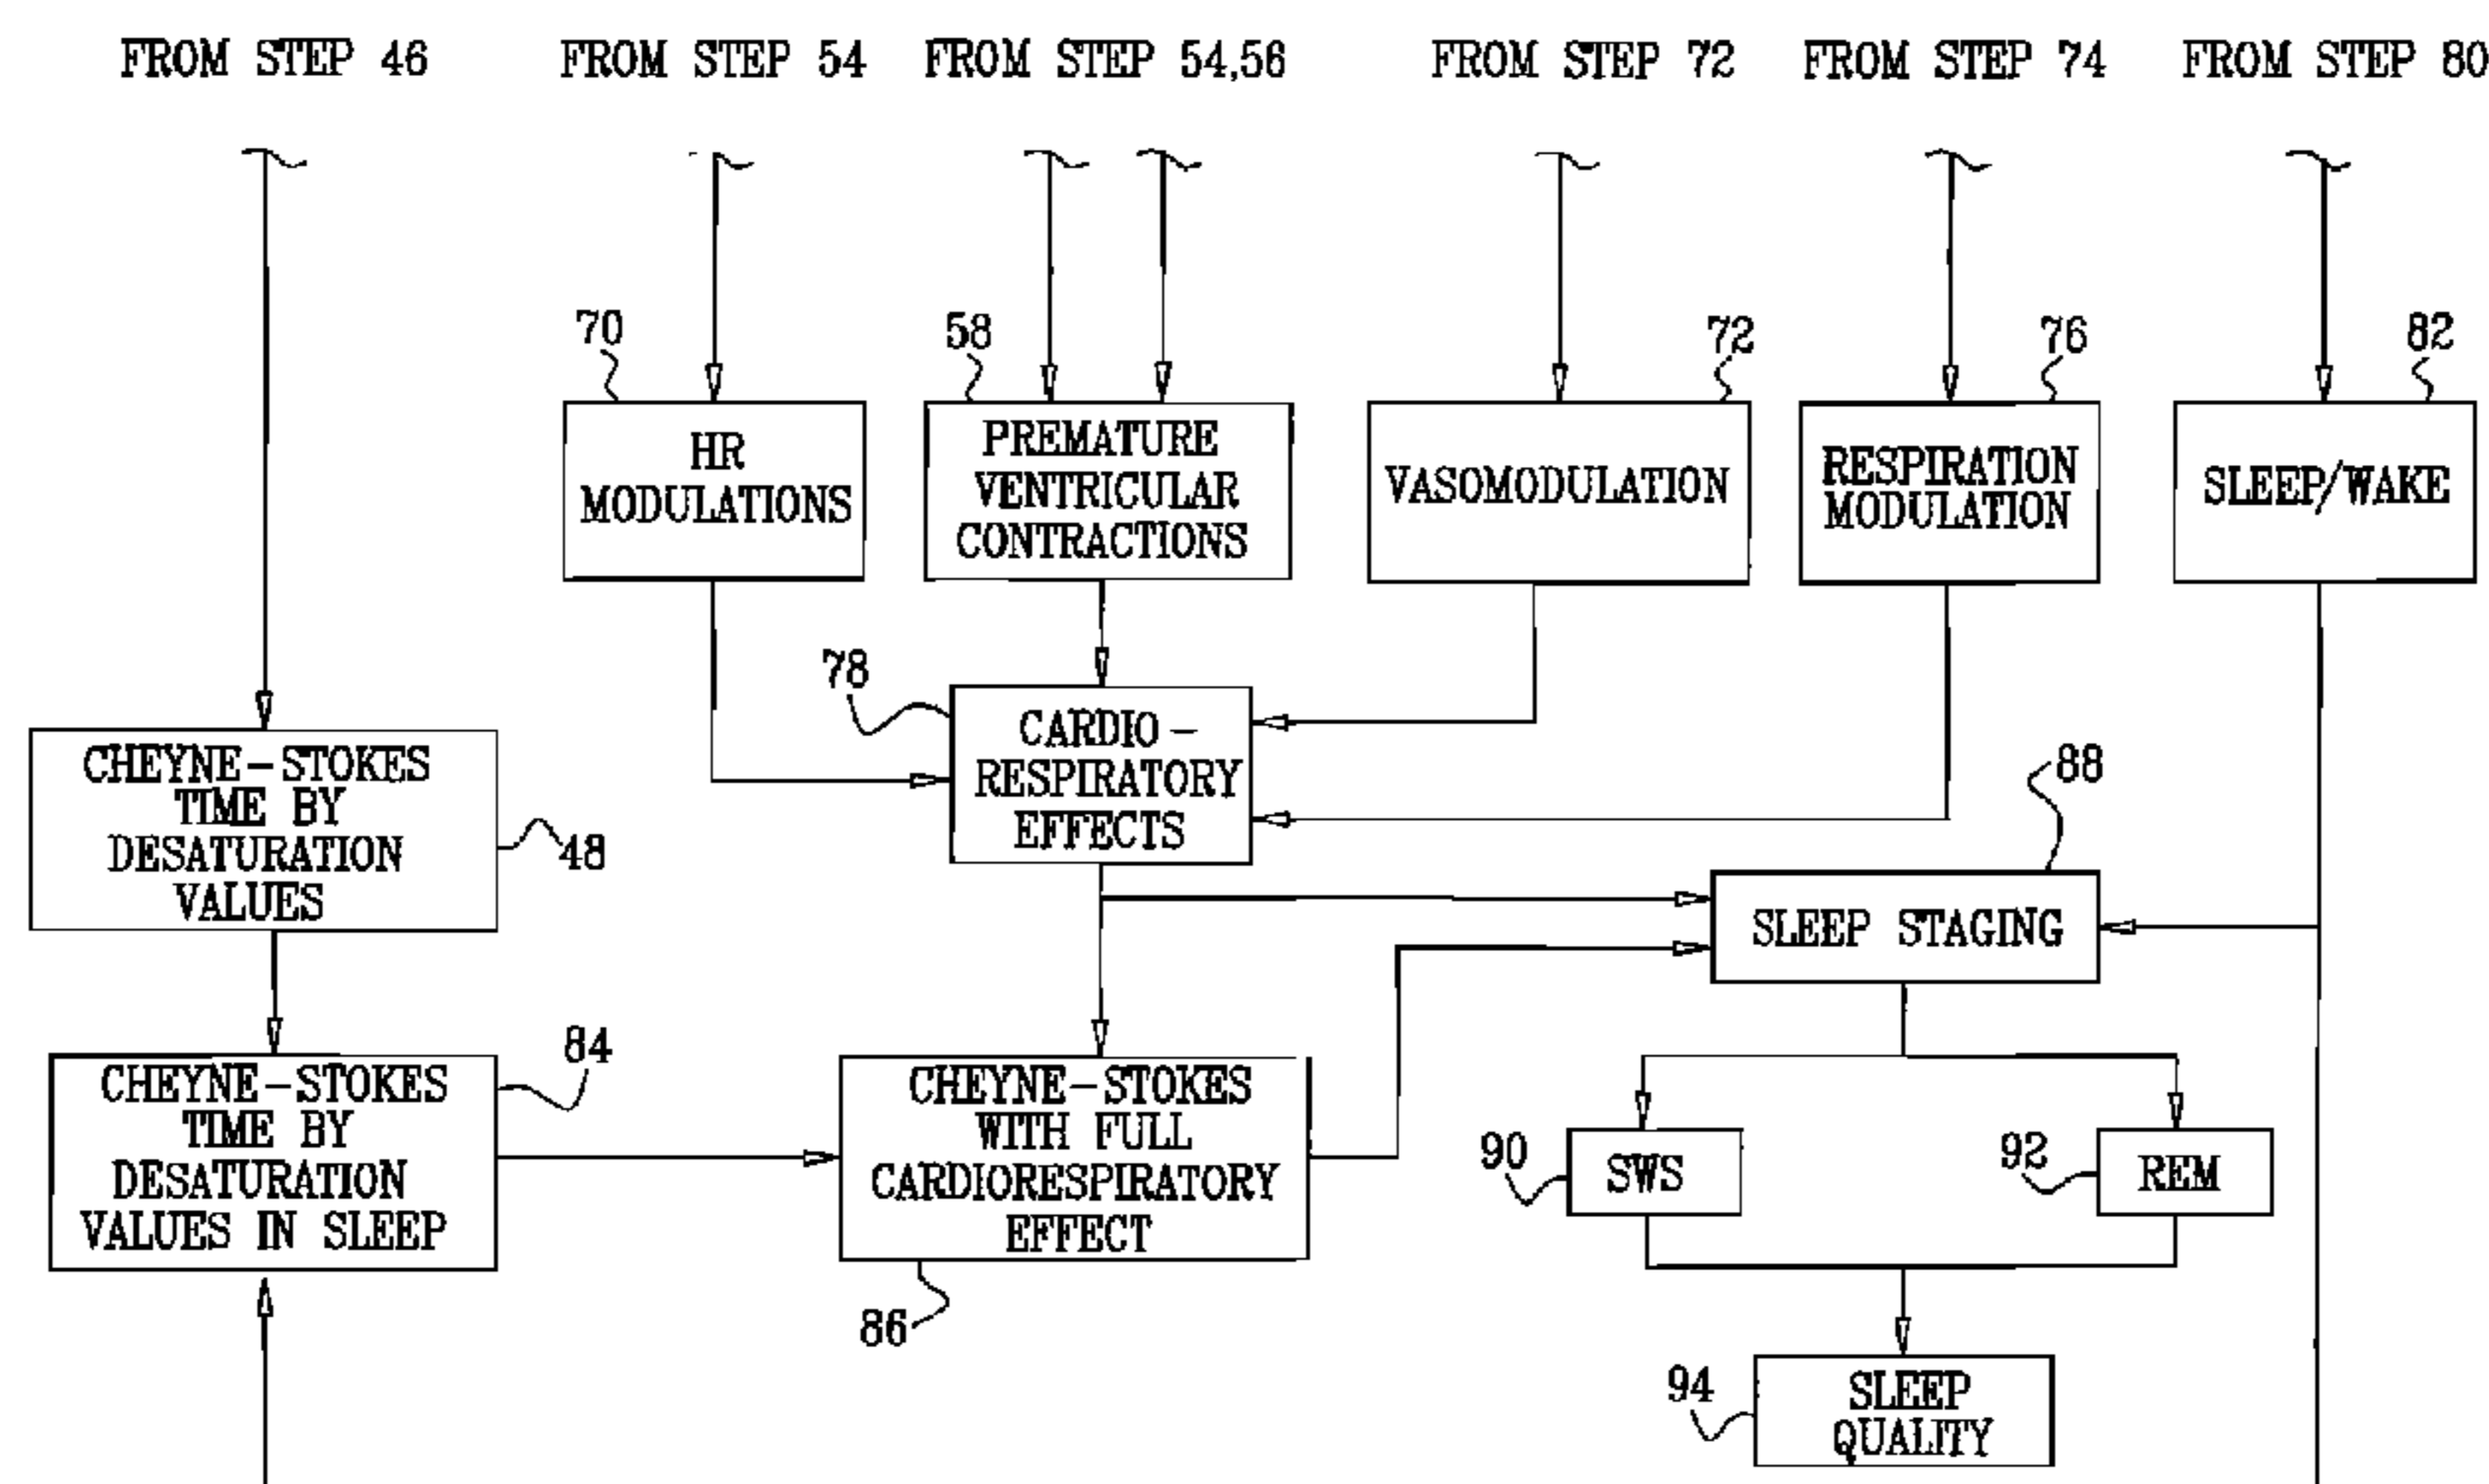 FROM STEP 46
FROM STEP 54
FROM STEP 54,56
FROM STEP 72
FROM STEP 74
FROM STEP 80
70
58
72
76
82
HR
MODULATIONS
PREMATURE
VENTRICULAR
CONTRACTIONS
VASOMODULATION
RESPIRATION
MODULATION
SLEEP/WAKE
78
CARDIO-
RESPIRATORY
EFFECTS
CHEYNE-STOKES
TIME BY
DESATURATION
VALUES
48
88
SLEEP STAGING
84
CHEYNE-STOKES
TIME BY
DESATURATION
VALUES IN SLEEP
CHEYNE-STOKES
WITH FULL
CARDIORESPIRATORY
EFFECT
86
90
SWS
92
REM
94
SLEEP
QUALITY